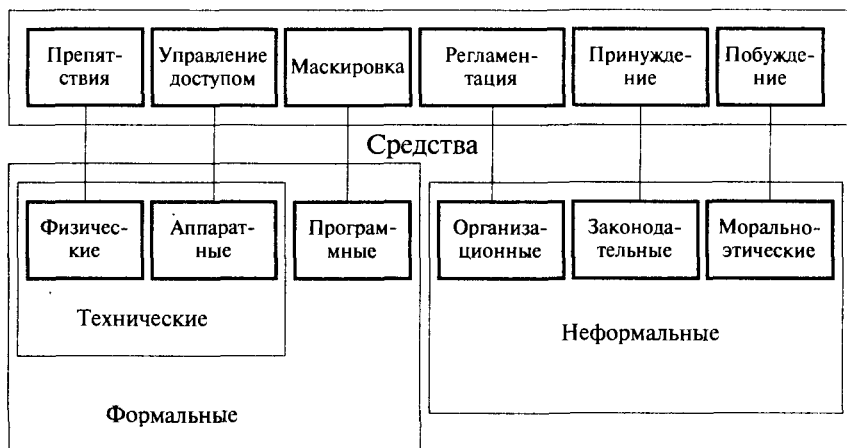 Препят-
ствия
Управление
доступом
Маскировка
Регламен-
тация
Принужде-
ние
Побужде-
ние
Средства
Физичес-
кие
Аппарат-
ные
Програм-
мные
Организа-
ционные
Законода-
тельные
Морально-
этические
Технические
Неформальные
Формальные